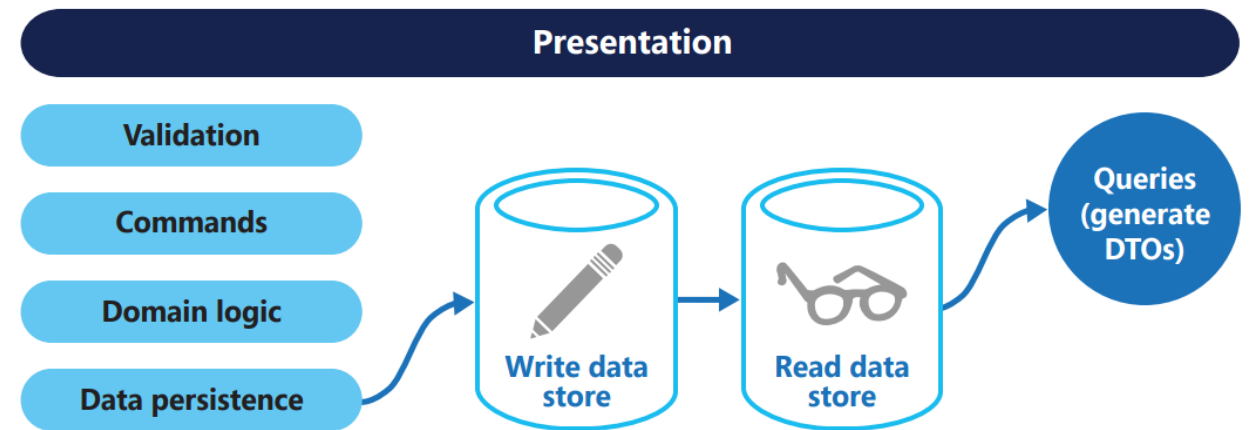 Presentation
Validation
Commands
Domain logic
Data persistence
Write data
store
Read data
store
Queries
(generate
DTOs)